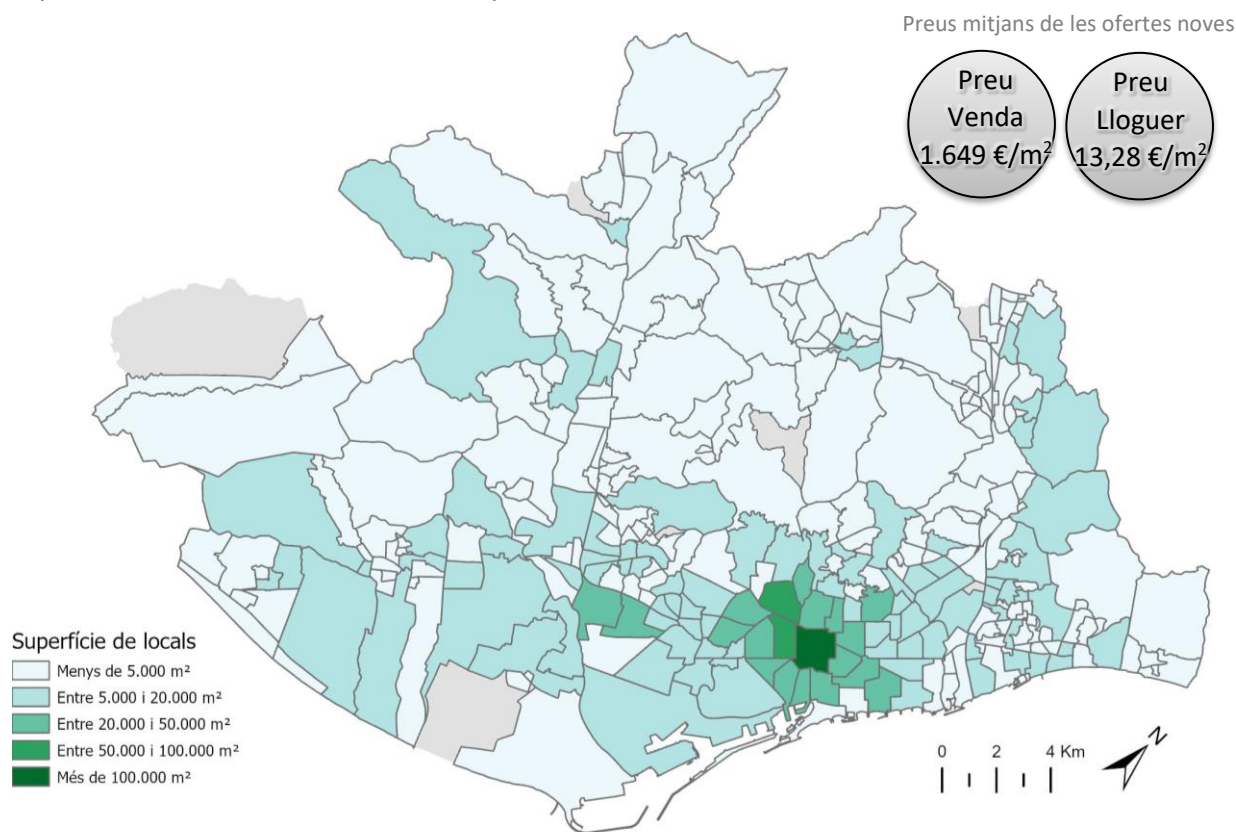 Preus mitjans de les ofertes noves
Preu
Venda
1.649 €/m²
Preu
Lloguer
13,28 €/m²
Superfície de locals
Menys de 5.000 m²
Entre 5.000 i 20.000 m²
Entre 20.000 i 50.000 m²
Entre 50.000 i 100.000 m²
Més de 100.000 m²
0 2 4 Km
N